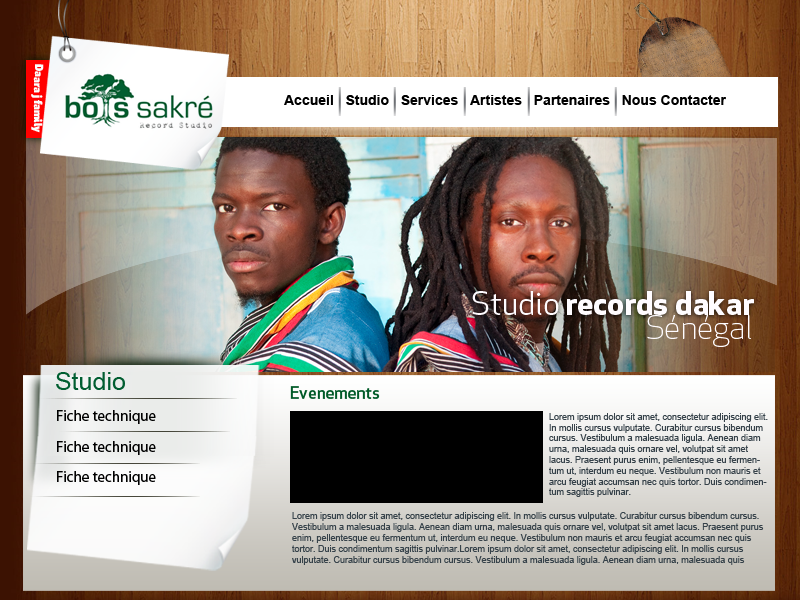 Daara j family
bois sakré
Record Studio
Accueil Studio Services Artistes Partenaires Nous Contacter
Studio records dakar
Sénégal
Studio
Fiche technique
Fiche technique
Fiche technique
Evenements
Lorem ipsum dolor sit amet, consectetur adipiscing elit.
In mollis cursus vulputate. Curabitur cursus bibendum
cursus. Vestibulum a malesuada ligula. Aenean diam
urna, malesuada quis ornare vel, volutpat sit amet
lacus. Praesent purus enim, pellentesque eu fermen-
tum ut, interdum eu neque. Vestibulum non mauris et
arcu feugiat accumsan nec quis tortor. Duis condimen-
tum sagittis pulvinar.
Lorem ipsum dolor sit amet, consectetur adipiscing elit. In mollis cursus vulputate. Curabitur cursus bibendum cursus.
Vestibulum a malesuada ligula. Aenean diam urna, malesuada quis ornare vel, volutpat sit amet lacus. Praesent purus
enim, pellentesque eu fermentum ut, interdum eu neque. Vestibulum non mauris et arcu feugiat accumsan nec quis
tortor. Duis condimentum sagittis pulvinar.Lorem ipsum dolor sit amet, consectetur adipiscing elit. In mollis cursus
vulputate. Curabitur cursus bibendum cursus. Vestibulum a malesuada ligula. Aenean diam urna, malesuada quis